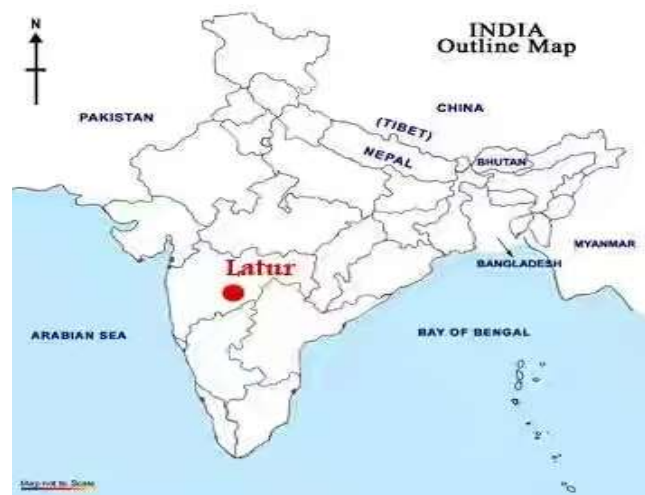 INDIA
Outline Map
N
CHINA
PAKISTAN
(TIBET)
NEPAL
BHUTAN
MYANMAR
BANGLADESH
Latur
ARABIAN SEA
BAY OF BENGAL
Map not to Scale